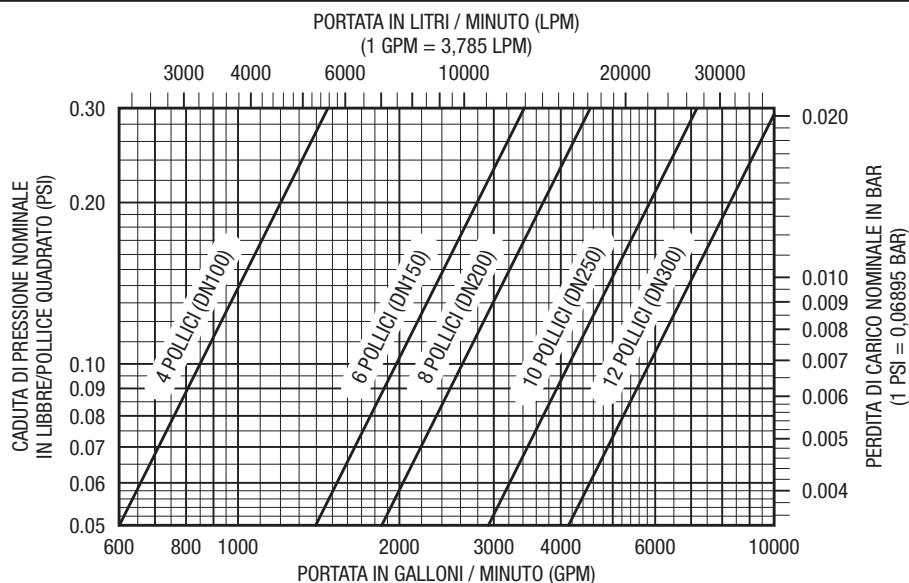 PORTATA IN LITRI / MINUTO (LPM)
(1 GPM = 3,785 LPM)
3000 4000 6000 10000 20000 30000
CADUTA DI PRESSIONE NOMINALE
IN LIBBRE/POLLICE QUADRATO (PSI)
0.30
0.20
0.10
0.09
0.08
0.07
0.06
0.05
4 POLLICI (DN100)
6 POLLICI (DN150)
8 POLLICI (DN200)
10 POLLICI (DN250)
12 POLLICI (DN300)
0.020
0.010
0.009
0.008
0.007
0.006
0.005
0.004
PERDITA DI CARICO NOMINALE IN BAR
(1 PSI = 0,06895 BAR)
600 800 1000 2000 3000 4000 6000 10000
PORTATA IN GALLONI / MINUTO (GPM)